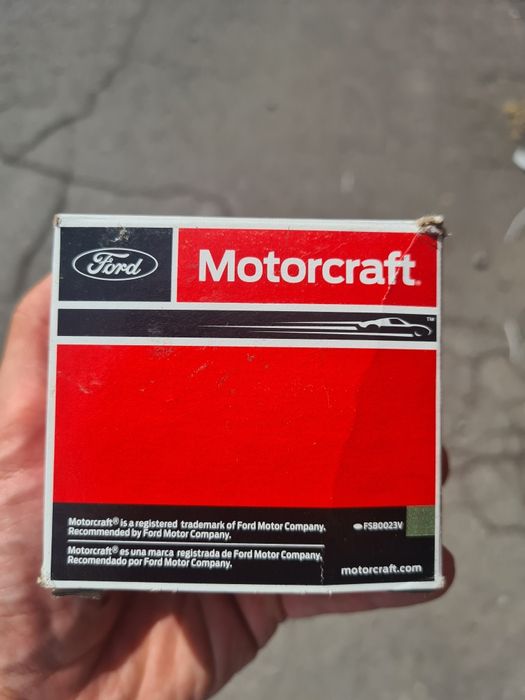 Ford
Motorcraft®
™
Motorcraft® is a registered trademark of Ford Motor Company.
Recommended by Ford Motor Company.
FSB0023V
Motorcraft® es una marca registrada de Ford Motor Company.
Recomendado por Ford Motor Company.
motorcraft.com